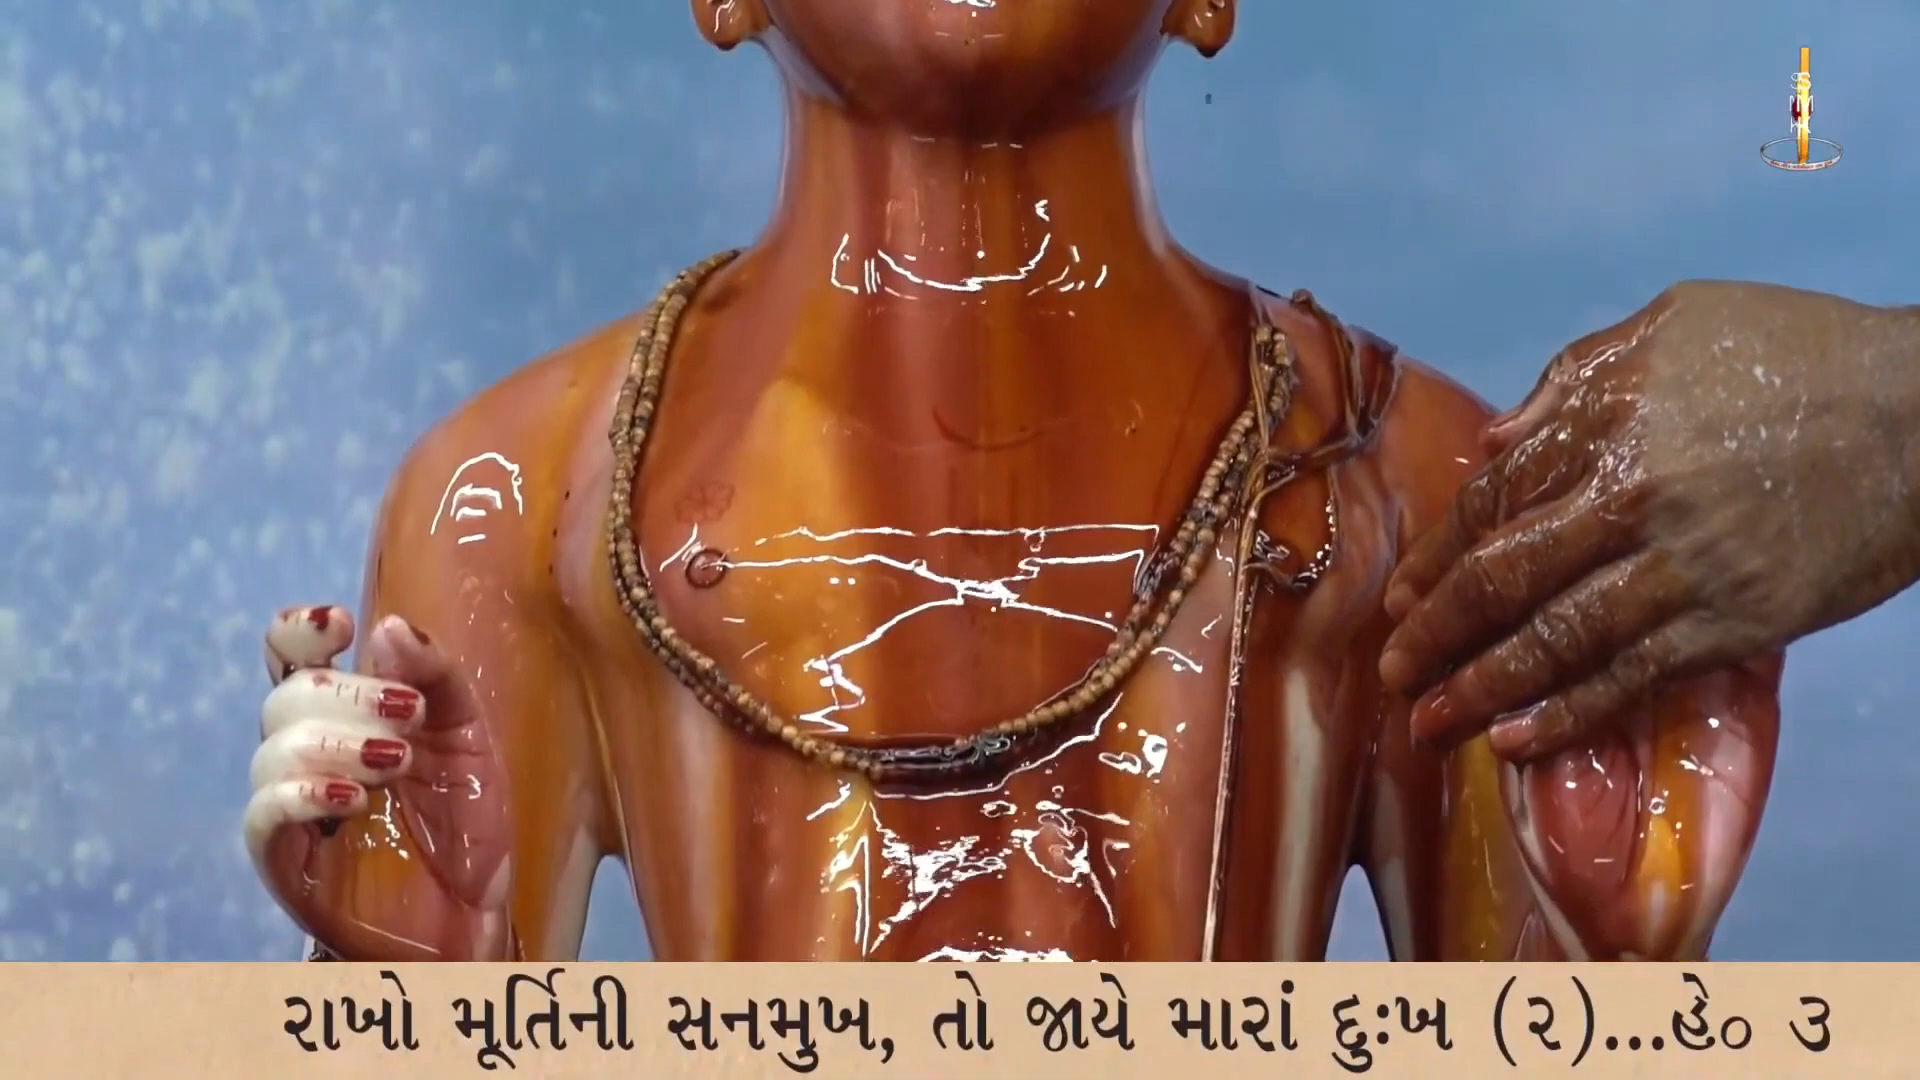 S
M
રાખો મૂર્તિની સનમુખ, તો જાયે મારાં દુઃખ (૨)...હે૦ ૩